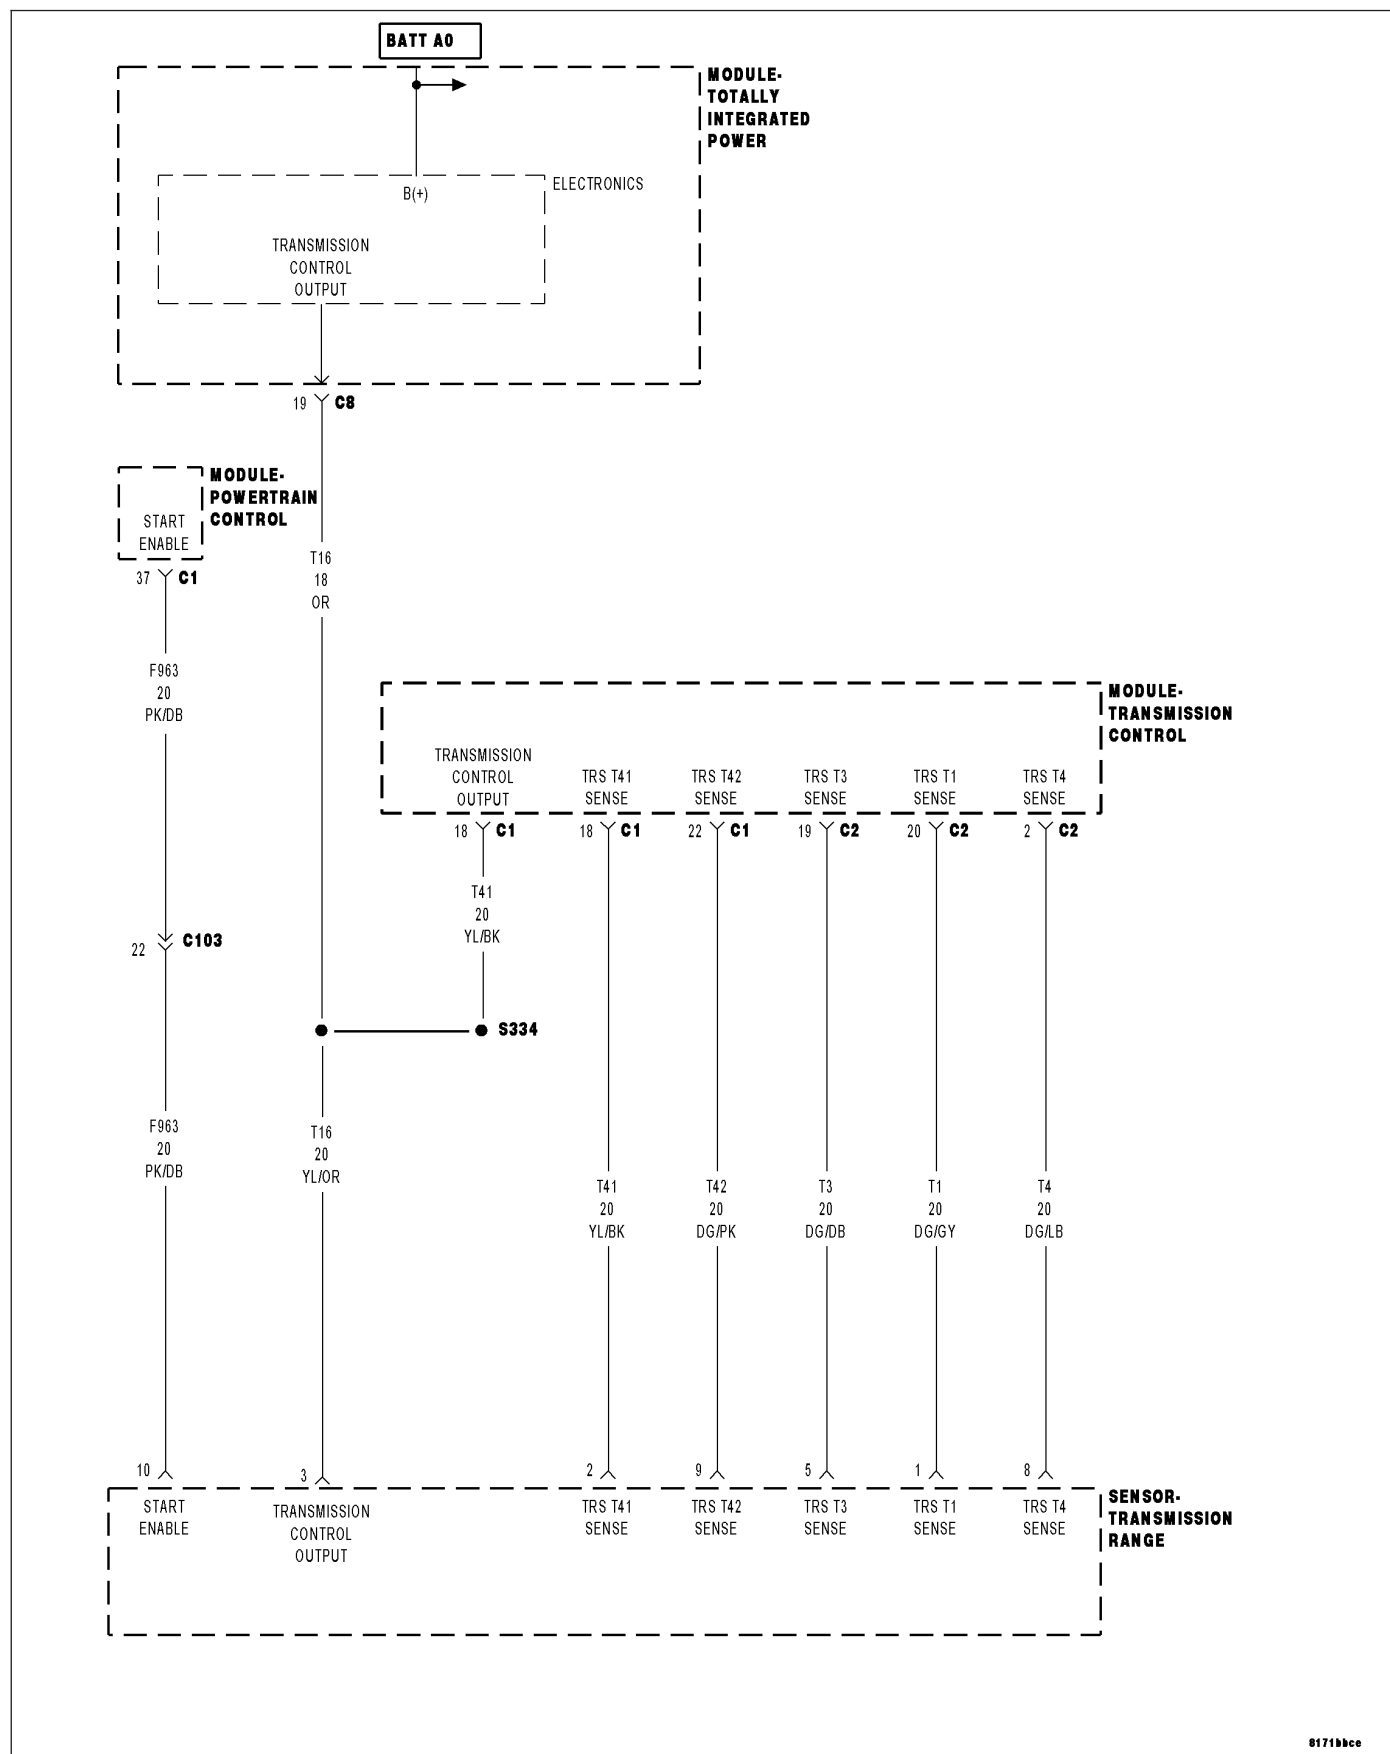 BATT A0
MODULE-
TOTALLY
INTEGRATED
POWER
ELECTRONICS
B(+)
TRANSMISSION
CONTROL
OUTPUT
19 C8
MODULE-
POWERTRAIN
CONTROL
START
ENABLE
37 C1
T16
18
OR
F963
20
PK/DB
MODULE-
TRANSMISSION
CONTROL
TRANSMISSION
CONTROL
OUTPUT
TRS T41
SENSE
TRS T42
SENSE
TRS T3
SENSE
TRS T1
SENSE
TRS T4
SENSE
18 C1
18 C1
22 C1
19 C2
20 C2
2 C2
T41
20
YL/BK
22 C103
S334
F963
20
PK/DB
T16
20
YL/OR
T41
20
YL/BK
T42
20
DG/PK
T3
20
DG/DB
T1
20
DG/GY
T4
20
DG/LB
10
3
2
9
5
1
8
START
ENABLE
TRANSMISSION
CONTROL
OUTPUT
TRS T41
SENSE
TRS T42
SENSE
TRS T3
SENSE
TRS T1
SENSE
TRS T4
SENSE
SENSOR-
TRANSMISSION
RANGE
8171bbce